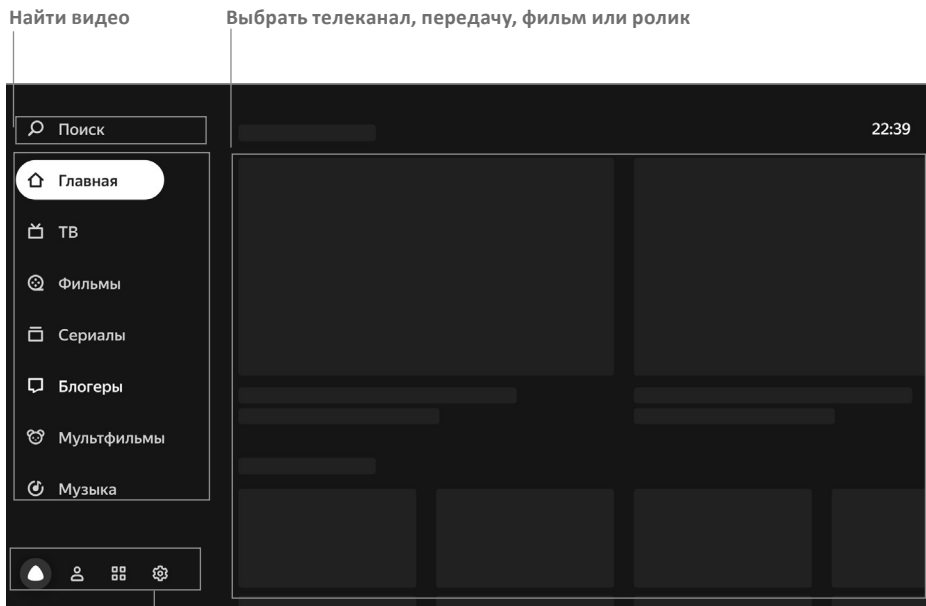 Найти видео
Выбрать телеканал, передачу, фильм или ролик
Поиск
22:39
Главная
ТВ
Фильмы
Сериалы
Блогеры
Мультфильмы
Музыка